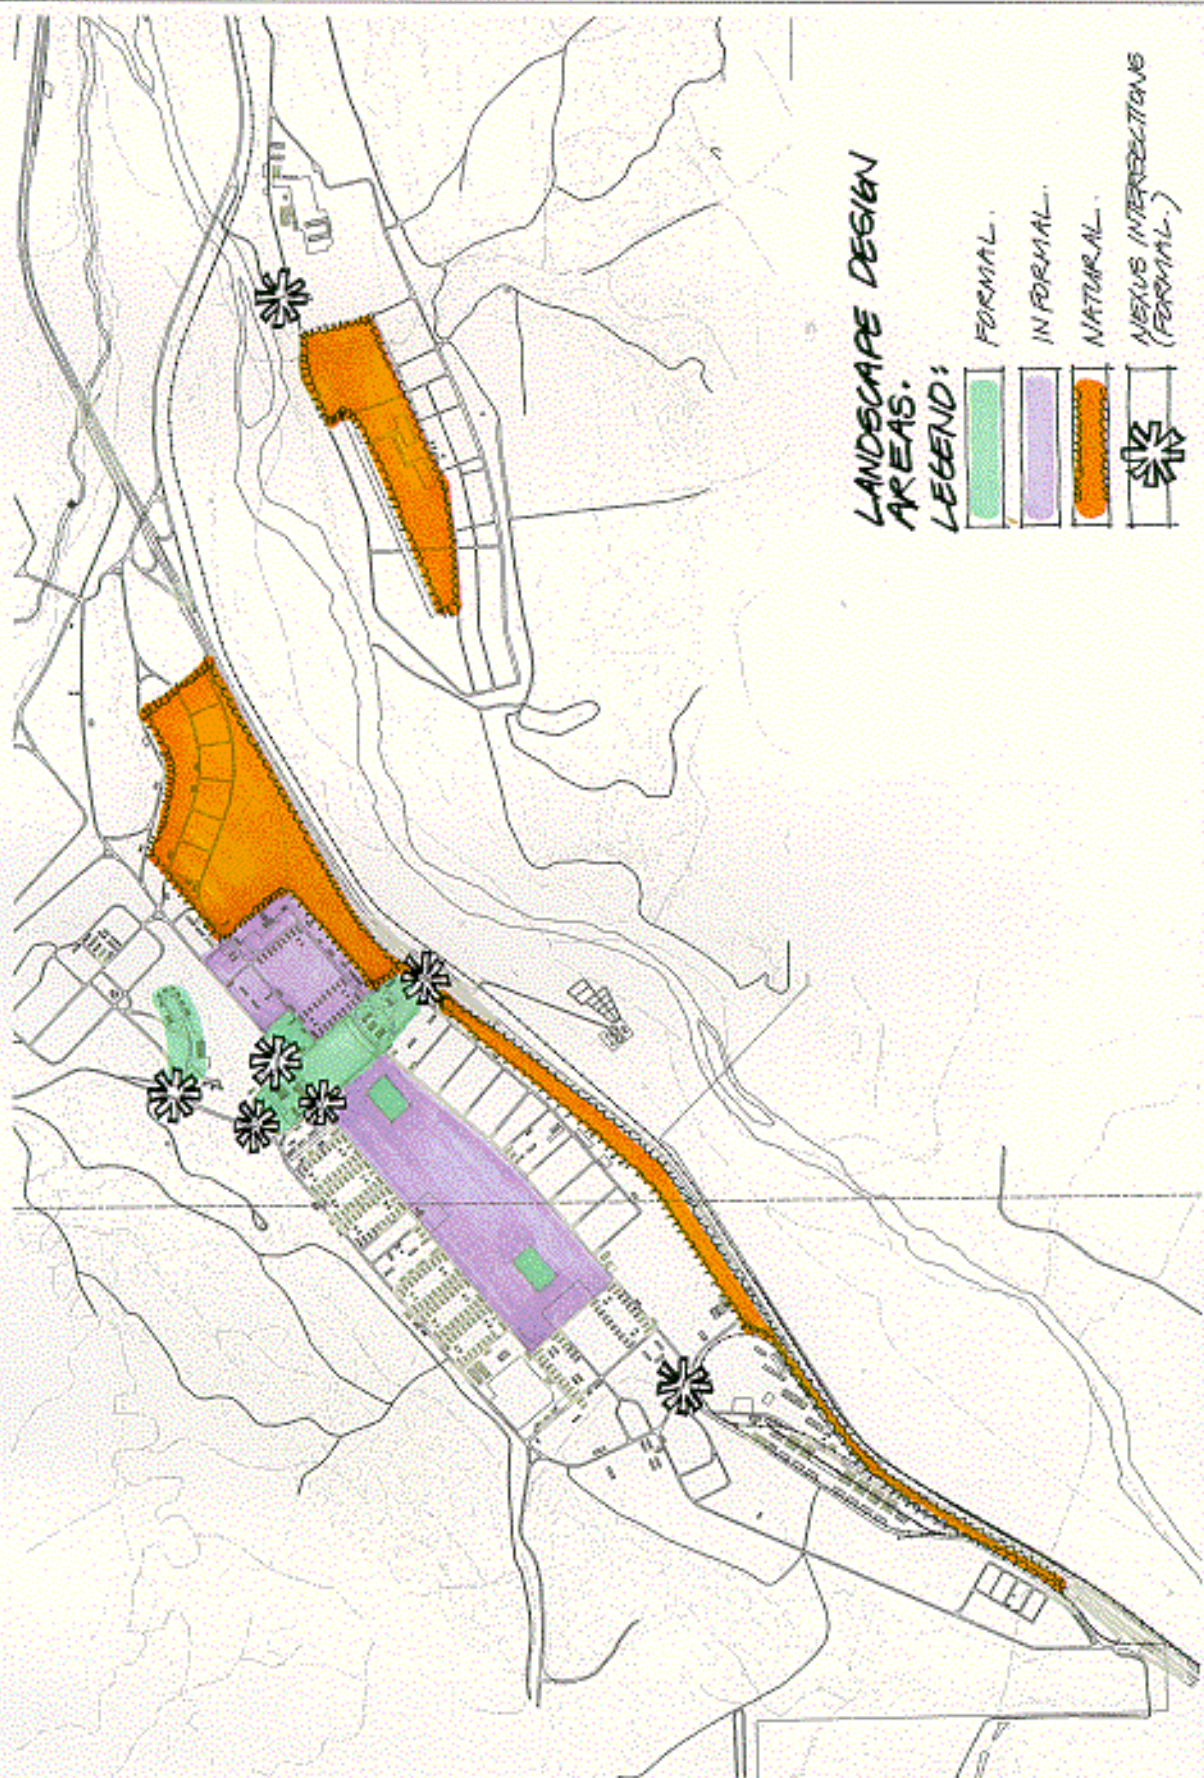 LANDSCAPE DESIGN
AREAS.
LEGEND:
FORMAL.
INFORMAL.
NATURAL.
NEXUS INTERSECTIONS
(FORMAL.)